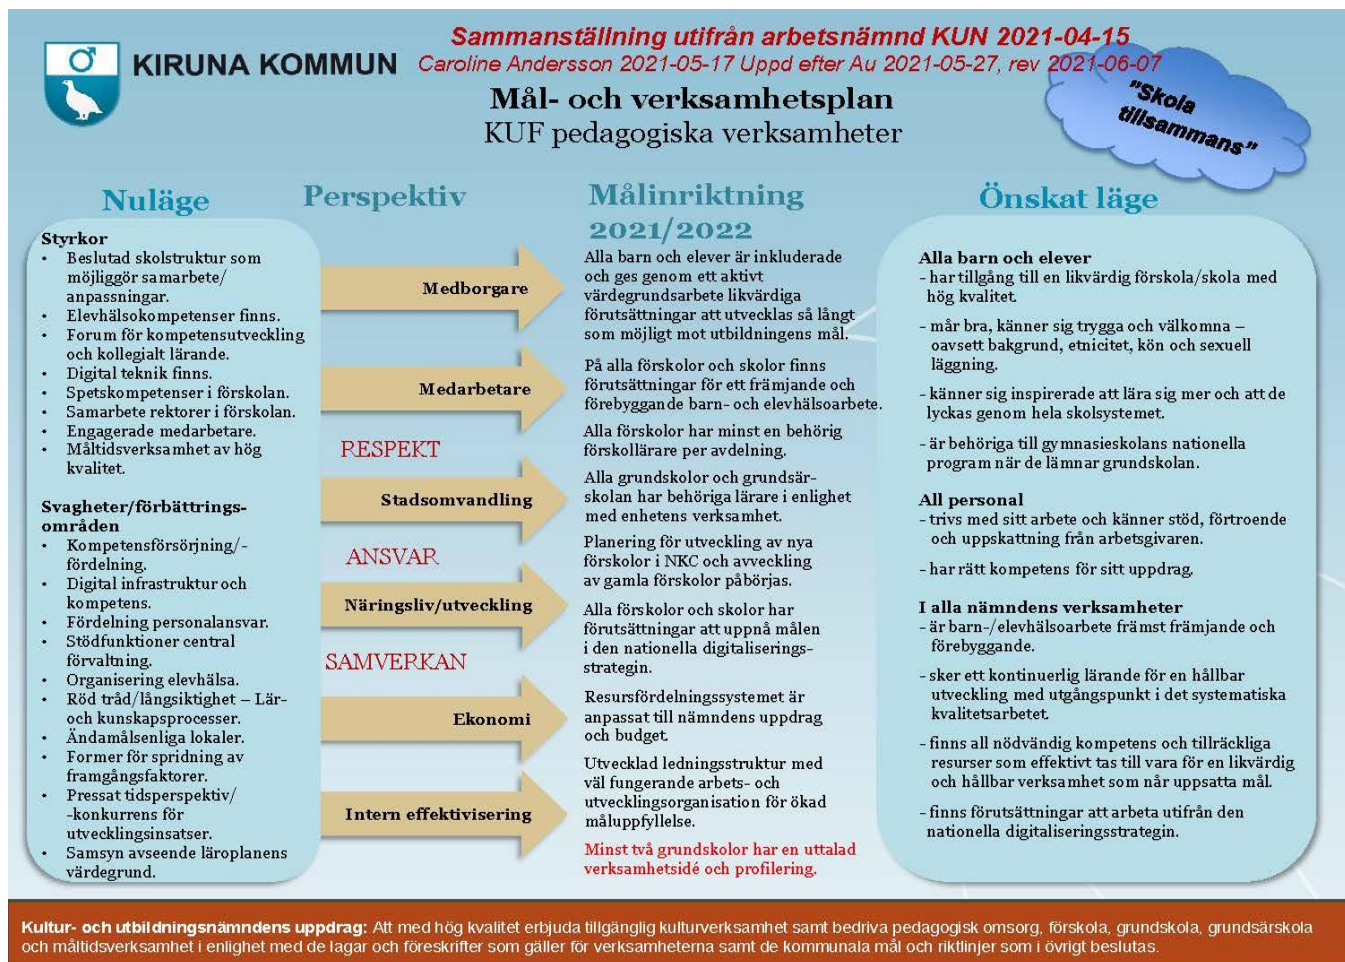 Sammanställning utifrån arbetsnämnd KUN 2021-04-15
KIRUNA KOMMUN
Caroline Andersson 2021-05-17 Uppd efter Au 2021-05-27, rev 2021-06-07
Mål- och verksamhetsplan
KUF pedagogiska verksamheter
"Skola
tillsammans"
Nuläge
Styrkor
• Beslutad skolstruktur som
möjliggör samarbete/
anpassningar.
• Elevhälsokompetenser finns.
• Forum för kompetensutveckling
och kollegialt lärande.
• Digital teknik finns.
• Spetskompetenser i förskolan.
• Samarbete rektorer i förskolan.
• Engagerade medarbetare.
• Måltidsverksamhet av hög
kvalitet.
Svagheter/förbättrings-
områden
• Kompetensförsörjning/-
fördelning.
• Digital infrastruktur och
kompetens.
• Fördelning personalansvar.
• Stödfunktioner central
förvaltning.
• Organisering elevhälsa.
• Röd tråd/långsiktighet – Lär-
och kunskapsprocesser.
• Ändamålsenliga lokaler.
• Former för spridning av
framgångsfaktorer.
• Pressat tidsperspektiv/
-konkurrens för
utvecklingsinsatser.
• Samsyn avseende läroplanens
värdegrund.
Perspektiv
Medborgare
Medarbetare
RESPEKT
Stadsomvandling
ANSVAR
Näringsliv/utveckling
SAMVERKAN
Ekonomi
Intern effektivisering
Målinriktning
2021/2022
Alla barn och elever är inkluderade
och ges genom ett aktivt
värdegrundsarbete likvärdiga
förutsättningar att utvecklas så långt
som möjligt mot utbildningens mål.
På alla förskolor och skolor finns
förutsättningar för ett främjande och
förebyggande barn- och elevhälsoarbete.
Alla förskolor har minst en behörig
förskollärare per avdelning.
Alla grundskolor och grundsär-
skolan har behöriga lärare i enlighet
med enhetens verksamhet.
Planering för utveckling av nya
förskolor i NKC och avveckling
av gamla förskolor påbörjas.
Alla förskolor och skolor har
förutsättningar att uppnå målen
i den nationella digitaliserings-
strategin.
Resursfördelningssystemet är
anpassat till nämndens uppdrag
och budget.
Utvecklad ledningsstruktur med
väl fungerande arbets- och
utvecklingsorganisation för ökad
måluppfyllelse.
Minst två grundskolor har en uttalad
verksamhetsidé och profilering.
Önskat läge
Alla barn och elever
- har tillgång till en likvärdig förskola/skola med
hög kvalitet.
- mår bra, känner sig trygga och välkomna –
oavsett bakgrund, etnicitet, kön och sexuell
läggning.
- känner sig inspirerade att lära sig mer och att de
lyckas genom hela skolsystemet.
- är behöriga till gymnasieskolans nationella
program när de lämnar grundskolan.
All personal
- trivs med sitt arbete och känner stöd, förtroende
och uppskattning från arbetsgivaren.
- har rätt kompetens för sitt uppdrag.
I alla nämndens verksamheter
- är barn-/elevhälsoarbete främst främjande och
förebyggande.
- sker ett kontinuerlig lärande för en hållbar
utveckling med utgångspunkt i det systematiska
kvalitetsarbetet.
- finns all nödvändig kompetens och tillräckliga
resurser som effektivt tas till vara för en likvärdig
och hållbar verksamhet som når uppsatta mål.
- finns förutsättningar att arbeta utifrån den
nationella digitaliseringsstrategin.
Kultur- och utbildningsnämndens uppdrag: Att med hög kvalitet erbjuda tillgänglig kulturverksamhet samt bedriva pedagogisk omsorg, förskola, grundskola, grundsärskola
och måltidsverksamhet i enlighet med de lagar och föreskrifter som gäller för verksamheterna samt de kommunala mål och riktlinjer som i övrigt beslutas.